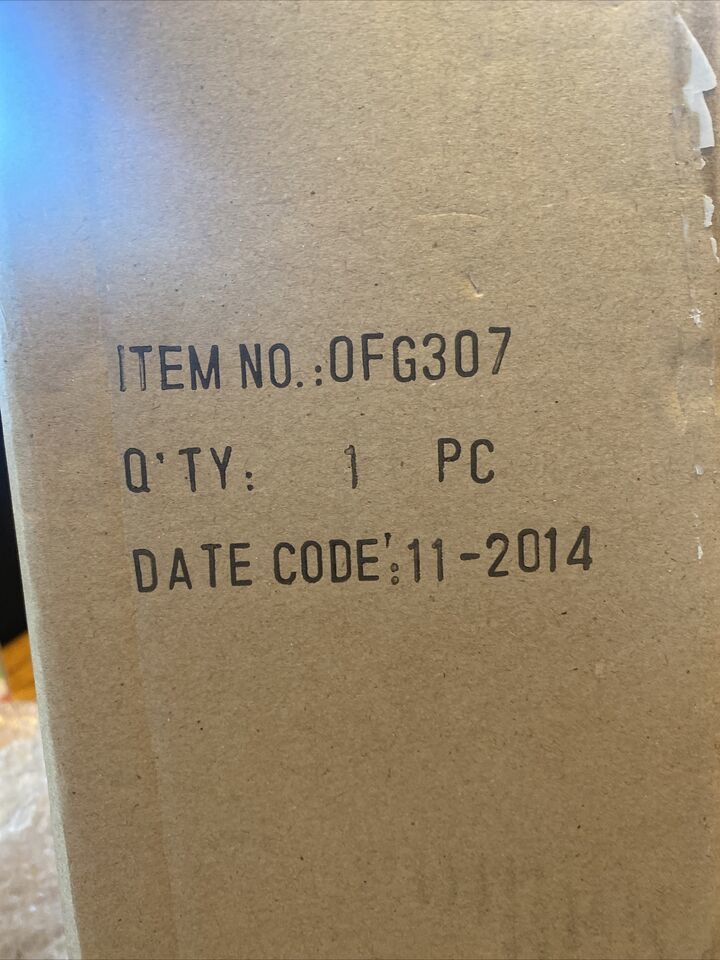 ITEM NO.:OFG307
Q'TY: 1 PC
DATE CODE':11-2014